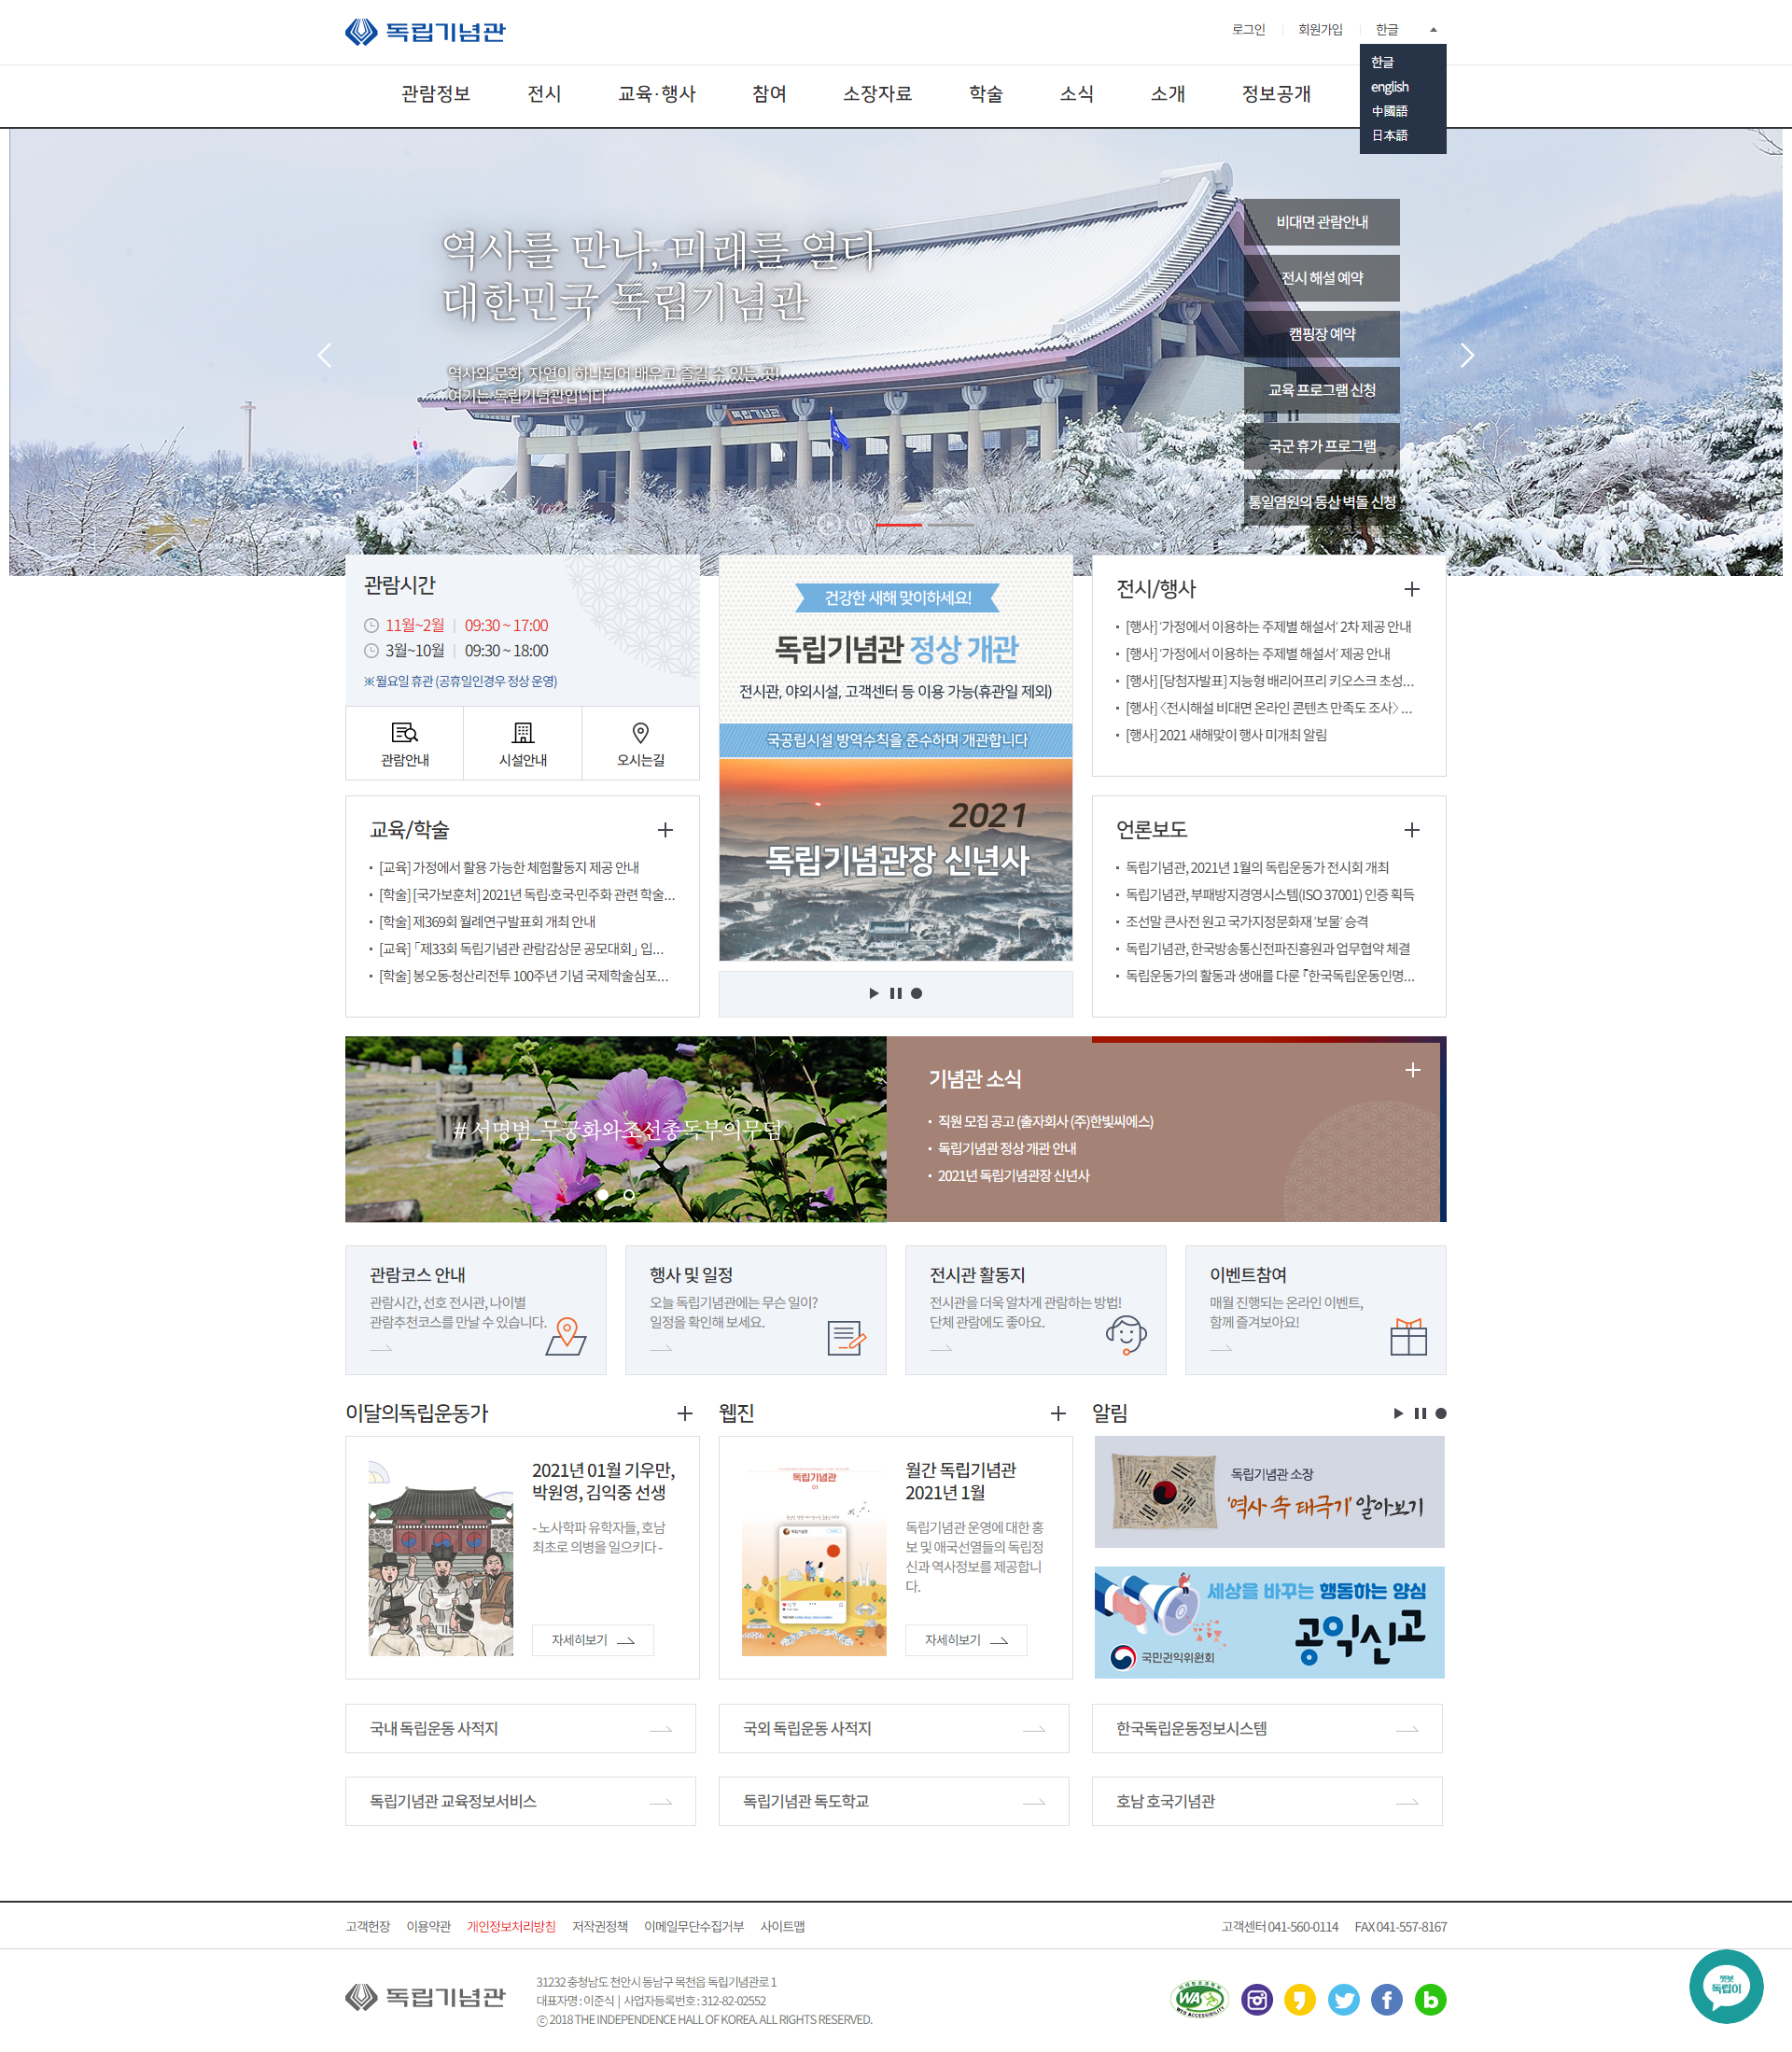 독립기념관
로그인
회원가입
한글
한글
english
中國語
日本語
관람정보
전시
교육·행사
참여
소장자료
학술
소식
소개
정보공개
역사를 만나, 미래를 열다
대한민국 독립기념관
역사와 문화, 자연이 하나되어 배우고 즐길 수 있는 곳!
여기는 독립기념관입니다
비대면 관람안내
전시 해설 예약
캠핑장 예약
교육 프로그램 신청
국군 휴가 프로그램
통일염원의 동산 벽돌 신청
관람시간
11월~2월 | 09:30 ~ 17:00
3월~10월 | 09:30 ~ 18:00
※ 월요일 휴관 (공휴일인경우 정상 운영)
관람안내
시설안내
오시는길
건강한 새해 맞이하세요!
독립기념관 정상 개관
전시관, 야외시설, 고객센터 등 이용 가능(휴관일 제외)
국공립시설 방역수칙을 준수하며 개관합니다
2021
독립기념관장 신년사
전시/행사
[행사] '가정에서 이용하는 주제별 해설서' 2차 제공 안내
[행사] '가정에서 이용하는 주제별 해설서' 제공 안내
[행사] [당첨자발표] 지능형 배리어프리 키오스크 초성...
[행사] 〈전시해설 비대면 온라인 콘텐츠 만족도 조사〉 ...
[행사] 2021 새해맞이 행사 미개최 알림
교육/학술
[교육] 가정에서 활용 가능한 체험활동지 제공 안내
[학술] [국가보훈처] 2021년 독립·호국·민주화 관련 학술...
[학술] 제369회 월례연구발표회 개최 안내
[교육] 「제33회 독립기념관 관람감상문 공모대회」 입...
[학술] 봉오동·청산리전투 100주년 기념 국제학술심포...
언론보도
독립기념관, 2021년 1월의 독립운동가 전시회 개최
독립기념관, 부패방지경영시스템(ISO 37001) 인증 획득
조선말 큰사전 원고 국가지정문화재 '보물' 승격
독립기념관, 한국방송통신전파진흥원과 업무협약 체결
독립운동가의 활동과 생애를 다룬 『한국독립운동인명...
#서명범_무궁화와조선총독부의무덤
기념관 소식
직원 모집 공고 (출자회사 (주)한빛씨에스)
독립기념관 정상 개관 안내
2021년 독립기념관장 신년사
관람코스 안내
관람시간, 선호 전시관, 나이별
관람추천코스를 만날 수 있습니다.
행사 및 일정
오늘 독립기념관에는 무슨 일이?
일정을 확인해 보세요.
전시관 활동지
전시관을 더욱 알차게 관람하는 방법!
단체 관람에도 좋아요.
이벤트참여
매월 진행되는 온라인 이벤트,
함께 즐겨보아요!
이달의독립운동가
2021년 01월 기우만,
박원영, 김익중 선생
- 노사학파 유학자들, 호남
최초로 의병을 일으키다 -
자세히보기
웹진
독립기념관
01
월간 독립기념관
2021년 1월
독립기념관 운영에 대한 홍
보 및 애국선열들의 독립정
신과 역사정보를 제공합니
다.
자세히보기
알림
독립기념관 소장
'역사 속 태극기' 알아보기
세상을 바꾸는 행동하는 양심
공익신고
국민권익위원회
국내 독립운동 사적지
국외 독립운동 사적지
한국독립운동정보시스템
독립기념관 교육정보서비스
독립기념관 독도학교
호남 호국기념관
고객헌장
이용약관
개인정보처리방침
저작권정책
이메일무단수집거부
사이트맵
고객센터 041-560-0114
FAX 041-557-8167
독립기념관
31232 충청남도 천안시 동남구 목천읍 독립기념관로 1
대표자명 : 이준식 | 사업자등록번호 : 312-82-02552
ⓒ 2018 THE INDEPENDENCE HALL OF KOREA. ALL RIGHTS RESERVED.
WA
WEB ACCESSIBILITY
챗봇
독립이